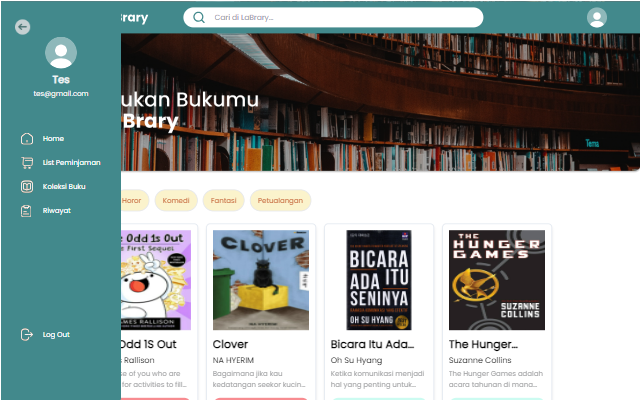 Brary
Cari di LaBrary...
Tes
tes@gmail.com
Home
List Peminjaman
Koleksi Buku
Riwayat
Log Out
ukan Bukumu
Brary
Horor
Komedi
Fantasi
Petualangan
Odd 1s Out
The First Sequel
JAMES RALLISON
Odd 1S Out
Rallison
se of you who are
for activities to fill...
CLOVER
Clover
NA HYERIM
Bagaimana jika kau
kedatangan seekor kucin...
BICARA
ITU
ADA
SENINYA
OH SU HYANG
Bicara Itu Ada...
Oh Su Hyang
Ketika komunikasi menjadi
hal yang penting untuk...
THE
HUNGER
GAMES
SUZANNE
COLLINS
The Hunger...
Suzanne Collins
The Hunger Games adalah
acara tahunan di mana...